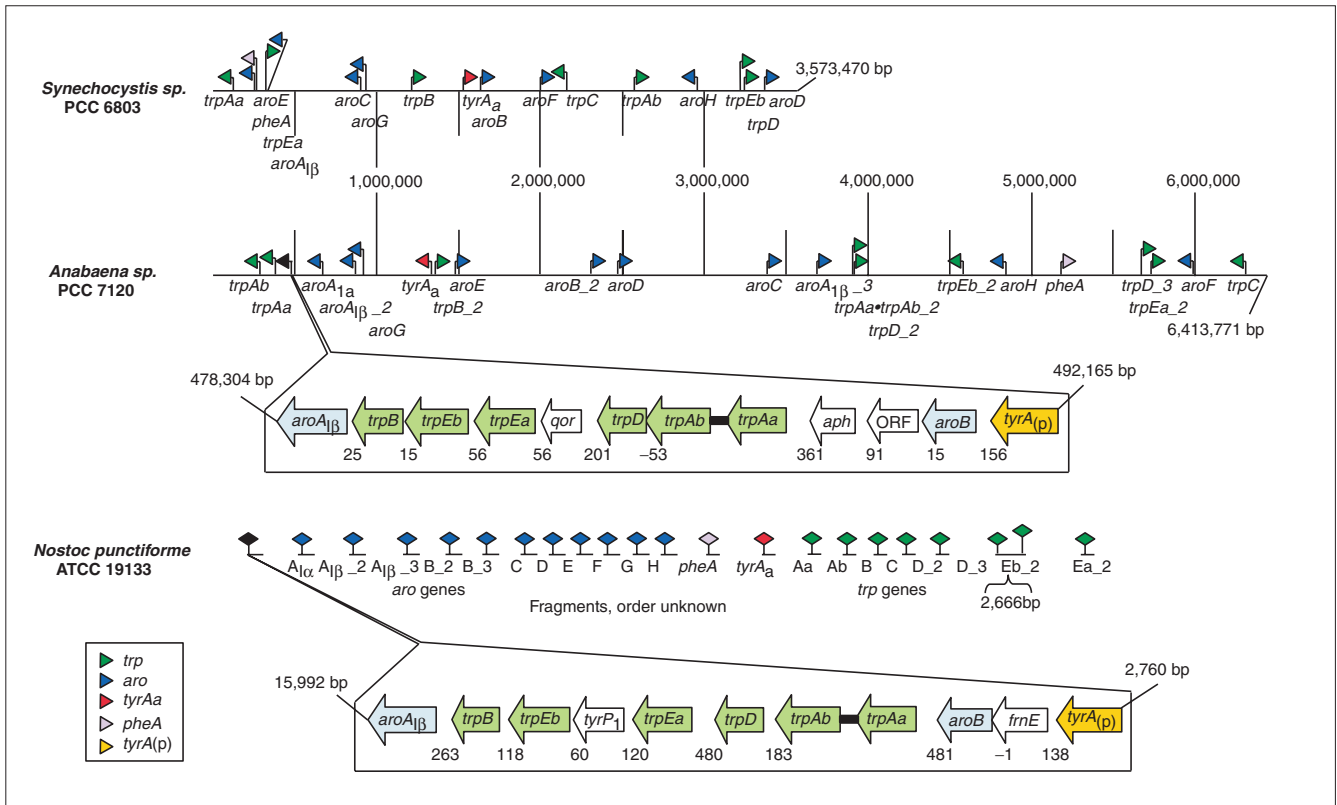 Synechocystis sp.
PCC 6803
3,573,470 bp
trpAa aroE aroC trpB tyrAa aroF trpC trpAb aroH trpEb aroD
pheA aroG aroB trpD
trpEa
aroAIβ
1,000,000 2,000,000 3,000,000 4,000,000 5,000,000 6,000,000
Anabaena sp.
PCC 7120
trpAb aroA1a tyrAa aroE aroB_2 aroD aroC aroA1β_3 trpEb_2 aroH pheA trpD_3 aroF trpC
trpAa aroAIβ_2 trpB_2 trpAa•trpAb_2 trpEa_2
aroG trpD_2 6,413,771 bp
478,304 bp 492,165 bp
aroAIβ trpB trpEb trpEa qor trpD trpAb trpAa aph ORF aroB tyrA(p)
25 15 56 56 201 –53 361 91 15 156
Nostoc punctiforme
ATCC 19133
AIα AIβ_2 AIβ_3 B_2 B_3 C D E F G H pheA tyrAa Aa Ab B C D_2 D_3 Eb_2 Ea_2
aro genes trp genes
Fragments, order unknown 2,666bp
trp
aro
tyrAa
pheA
tyrA(p)
15,992 bp 2,760 bp
aroAIβ trpB trpEb tyrP1 trpEa trpD trpAb trpAa aroB frnE tyrA(p)
263 118 60 120 480 183 481 –1 138